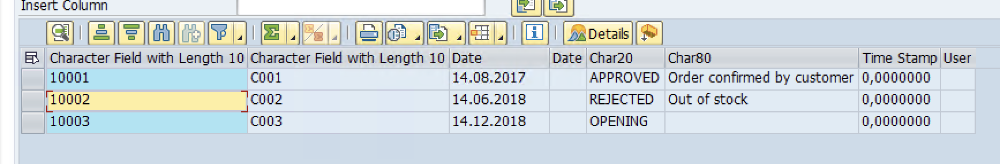 Insert Column
Details
Character Field with Length 10 Character Field with Length 10 Date Date Char20 Char80 Time Stamp User
10001 C001 14.08.2017 APPROVED Order confirmed by customer 0,0000000
10002 C002 14.06.2018 REJECTED Out of stock 0,0000000
10003 C003 14.12.2018 OPENING 0,0000000